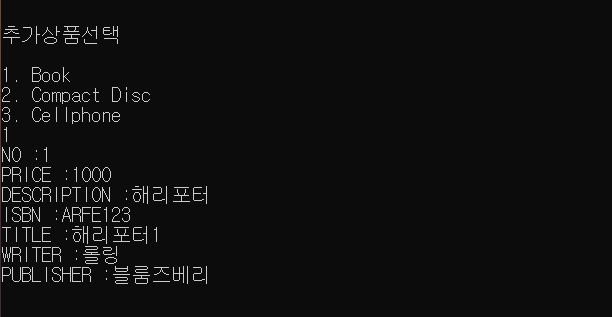 추가상품선택
1. Book
2. Compact Disc
3. Cellphone
1
NO :1
PRICE :1000
DESCRIPTION :해리포터
ISBN :ARFE123
TITLE :해리포터1
WRITER :롤링
PUBLISHER :블룸즈베리